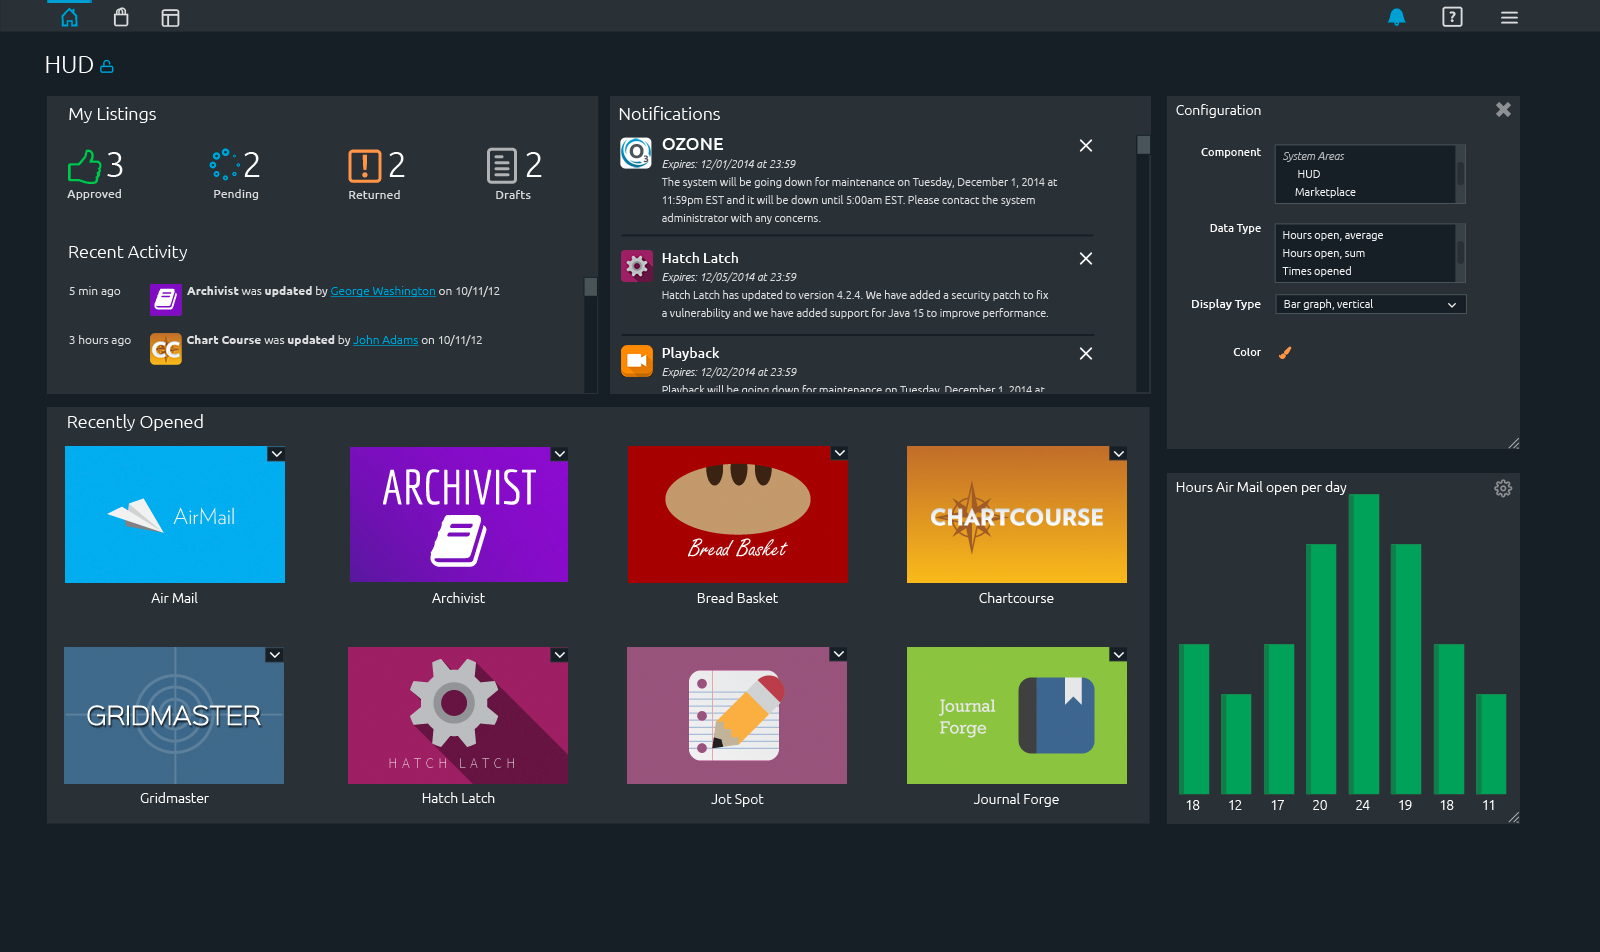 HUD
My Listings
3
Approved
2
Pending
2
Returned
2
Drafts
Recent Activity
5 min ago
Archivist was updated by George Washington on 10/11/12
3 hours ago
CC
Chart Course was updated by John Adams on 10/11/12
Notifications
O3
OZONE
Expires: 12/01/2014 at 23:59
The system will be going down for maintenance on Tuesday, December 1, 2014 at
11:59pm EST and it will be down until 5:00am EST. Please contact the system
administrator with any concerns.
Hatch Latch
Expires: 12/05/2014 at 23:59
Hatch Latch has updated to version 4.2.4. We have added a security patch to fix
a vulnerability and we have added support for Java 15 to improve performance.
Playback
Expires: 12/02/2014 at 23:59
Playback will be going down for maintenance on Tuesday, December 1, 2014 at
Configuration
Component
System Areas
HUD
Marketplace
Data Type
Hours open, average
Hours open, sum
Times opened
Display Type
Bar graph, vertical
Color
Recently Opened
AirMail
Air Mail
ARCHIVIST
Archivist
Bread Basket
Bread Basket
CHARTCOURSE
Chartcourse
GRIDMASTER
Gridmaster
HATCH LATCH
Hatch Latch
Jot Spot
Journal
Forge
Journal Forge
Hours Air Mail open per day
18 12 17 20 24 19 18 11